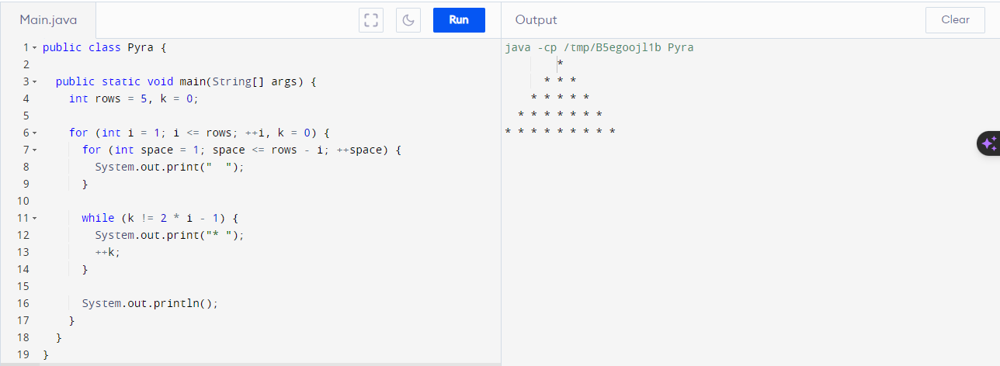 Main.java
Run
1 public class Pyra {
2
3   public static void main(String[] args) {
4     int rows = 5, k = 0;
5
6     for (int i = 1; i <= rows; ++i, k = 0) {
7       for (int space = 1; space <= rows - i; ++space) {
8         System.out.print("  ");
9       }
10
11       while (k != 2 * i - 1) {
12         System.out.print("* ");
13         ++k;
14       }
15
16       System.out.println();
17     }
18   }
19 }
Output
Clear
java -cp /tmp/B5egoojl1b Pyra
        *
      * * *
    * * * * *
  * * * * * * *
* * * * * * * * *